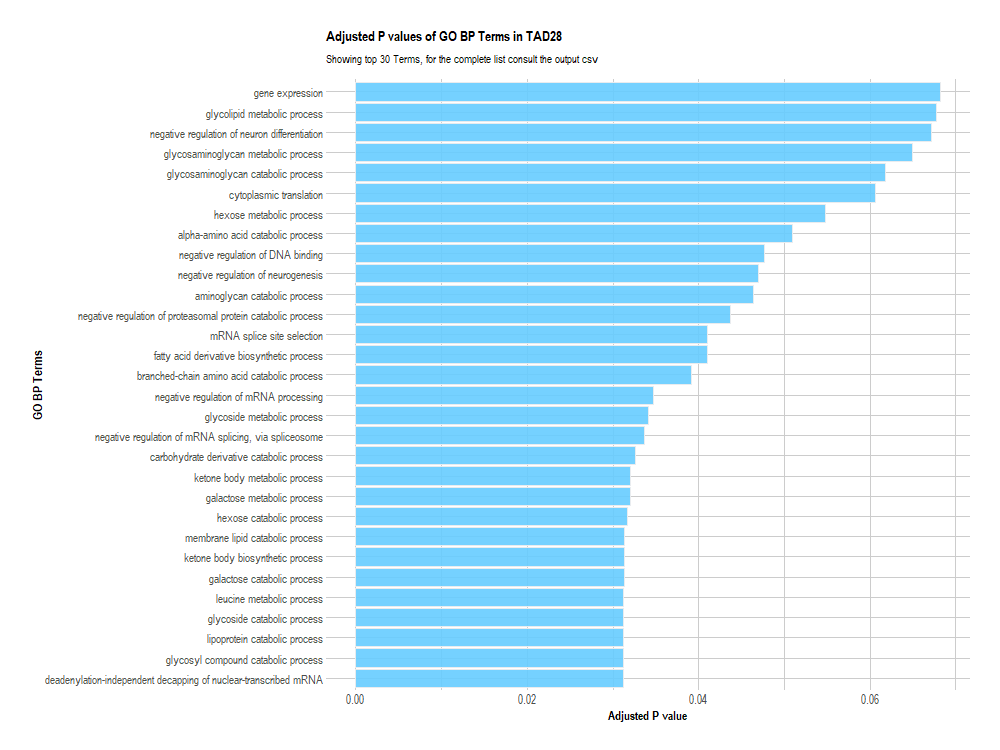 Adjusted P values of GO BP Terms in TAD28
Showing top 30 Terms, for the complete list consult the output csv
GO BP Terms
gene expression
glycolipid metabolic process
negative regulation of neuron differentiation
glycosaminoglycan metabolic process
glycosaminoglycan catabolic process
cytoplasmic translation
hexose metabolic process
alpha-amino acid catabolic process
negative regulation of DNA binding
negative regulation of neurogenesis
aminoglycan catabolic process
negative regulation of proteasomal protein catabolic process
mRNA splice site selection
fatty acid derivative biosynthetic process
branched-chain amino acid catabolic process
negative regulation of mRNA processing
glycoside metabolic process
negative regulation of mRNA splicing, via spliceosome
carbohydrate derivative catabolic process
ketone body metabolic process
galactose metabolic process
hexose catabolic process
membrane lipid catabolic process
ketone body biosynthetic process
galactose catabolic process
leucine metabolic process
glycoside catabolic process
lipoprotein catabolic process
glycosyl compound catabolic process
deadenylation-independent decapping of nuclear-transcribed mRNA
0.00 0.02 0.04 0.06
Adjusted P value